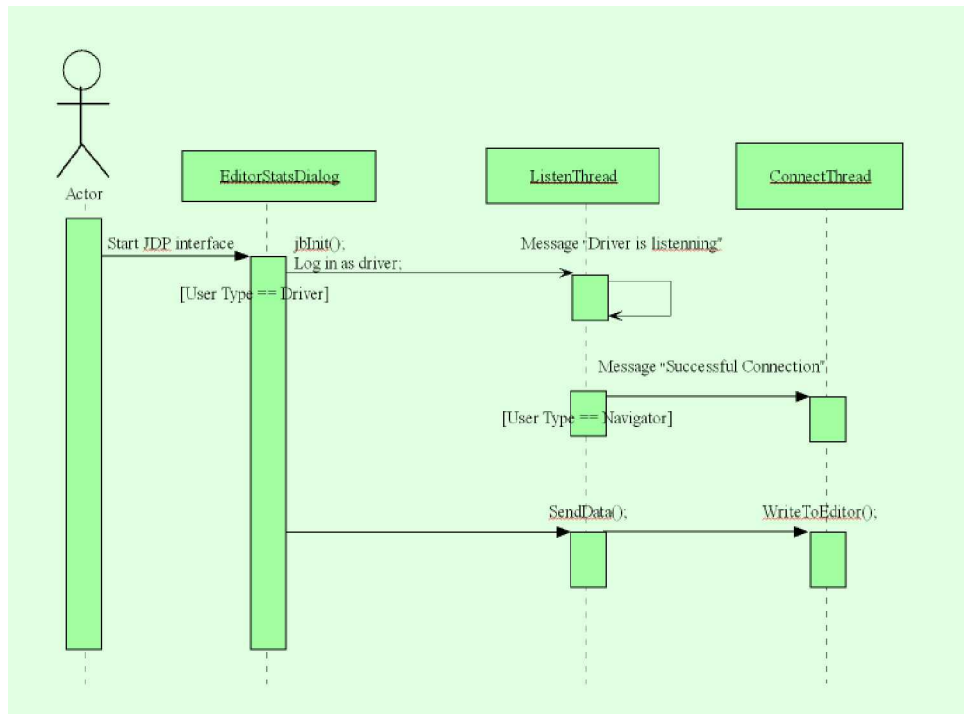 EditorStatsDialog
ListenThread
ConnectThread
Actor
Start JDP interface
jbInit();
Log in as driver;
Message "Driver is listenning"
[User Type == Driver]
Message "Successful Connection"
[User Type == Navigator]
SendData();
WriteToEditor();